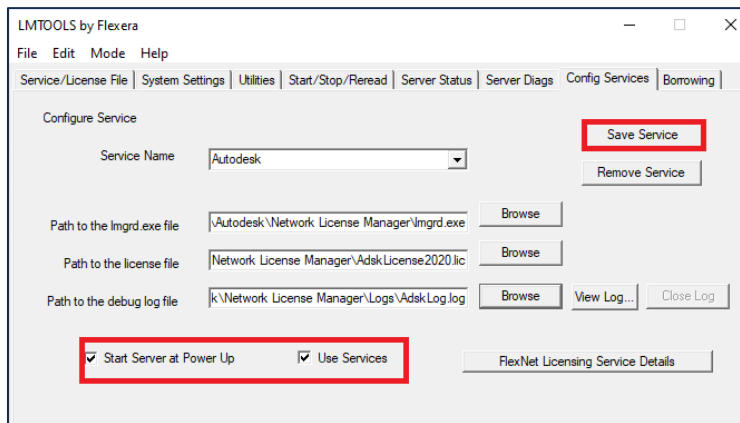 LMTOOLS by Flexera
File Edit Mode Help
Service/License File System Settings Utilities Start/Stop/Reread Server Status Server Diags Config Services Borrowing
Configure Service
Save Service
Service Name Autodesk
Remove Service
Path to the lmgrd.exe file \Autodesk\Network License Manager\lmgrd.exe Browse
Path to the license file Network License Manager\AdskLicense2020.lic Browse
Path to the debug log file k\Network License Manager\Logs\AdskLog.log Browse View Log... Close Log
Start Server at Power Up Use Services FlexNet Licensing Service Details